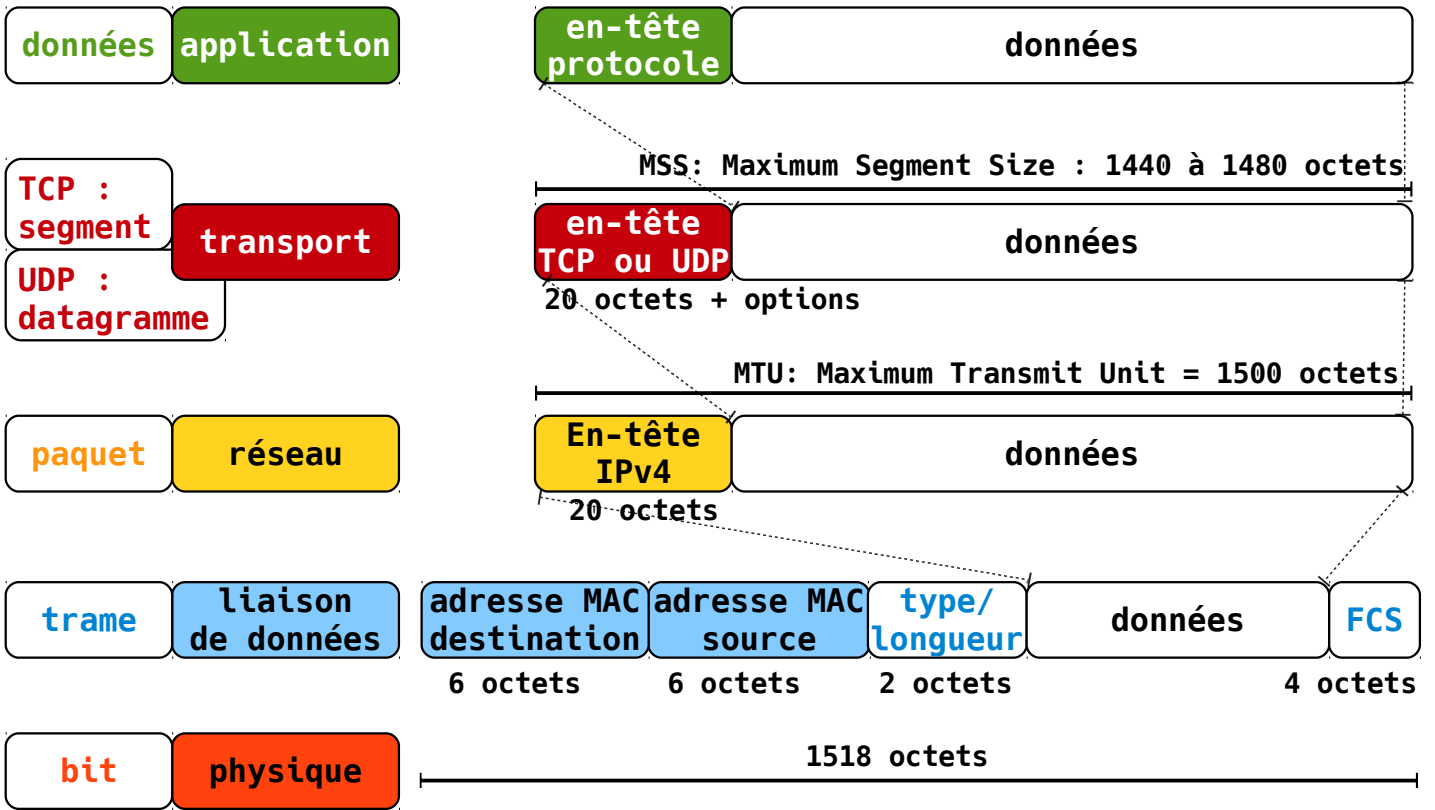 données
application
en-tête
protocole
données
MSS: Maximum Segment Size : 1440 à 1480 octets
TCP :
segment
UDP :
datagramme
transport
en-tête
TCP ou UDP
données
20 octets + options
MTU: Maximum Transmit Unit = 1500 octets
paquet
réseau
En-tête
IPv4
données
20 octets
trame
liaison
de données
adresse MAC
destination
adresse MAC
source
type/
longueur
données
FCS
6 octets
6 octets
2 octets
4 octets
bit
physique
1518 octets